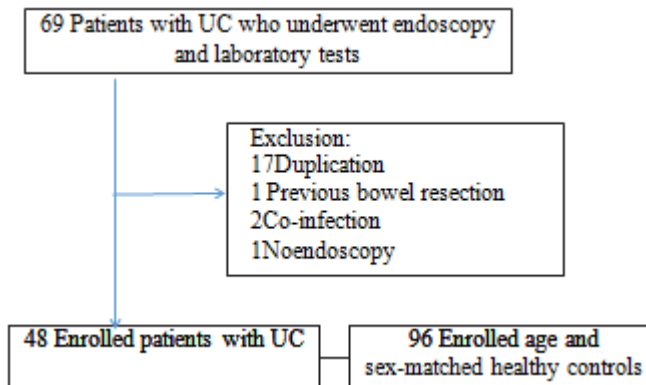 69 Patients with UC who underwent endoscopy
and laboratory tests
Exclusion:
17Duplication
1 Previous bowel resection
2Co-infection
1Noendoscopy
48 Enrolled patients with UC
96 Enrolled age and
sex-matched healthy controls